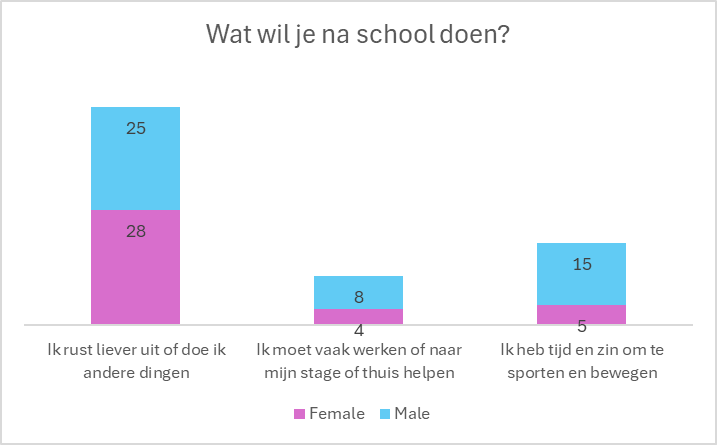 Wat wil je na school doen?
25
28
8
4
15
5
Ik rust liever uit of doe ik
andere dingen
Ik moet vaak werken of naar
mijn stage of thuis helpen
Ik heb tijd en zin om te
sporten en bewegen
Female Male